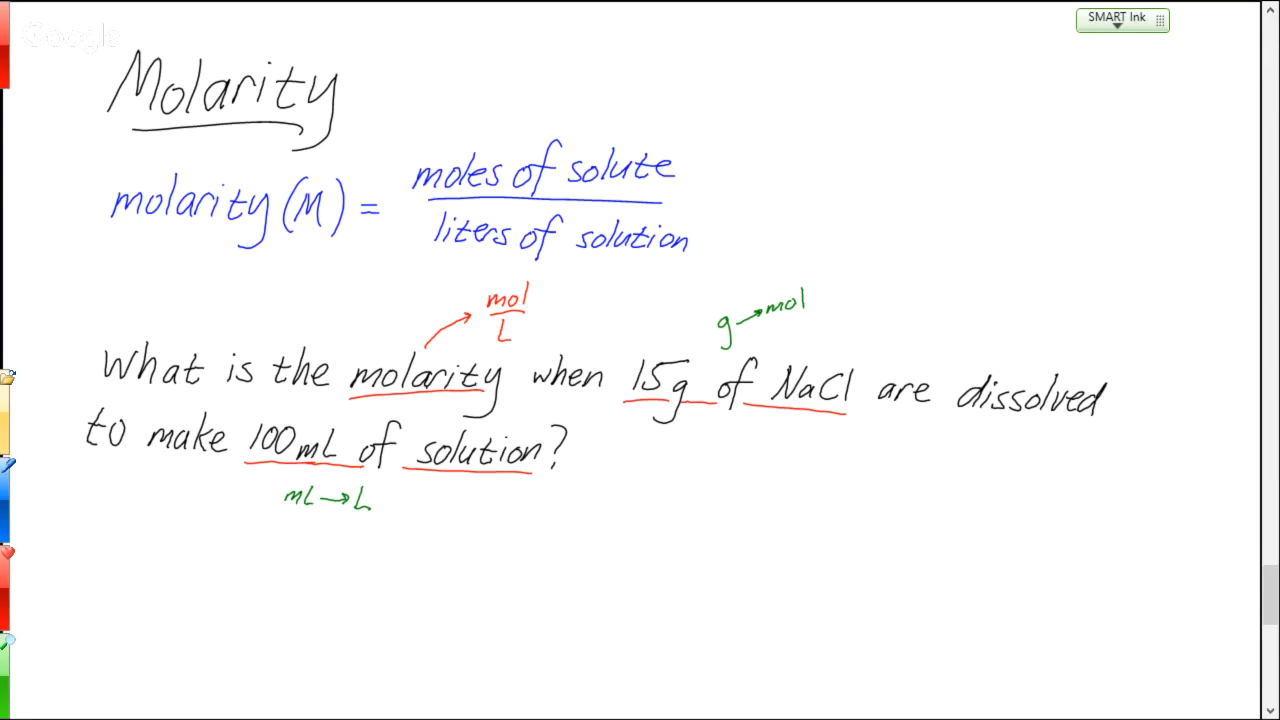 Google
SMART Ink
Molarity
molarity (M) = moles of solute
liters of solution
mol
L
g → mol
What is the molarity when 15g of NaCl are dissolved
to make 100mL of solution?
mL → L